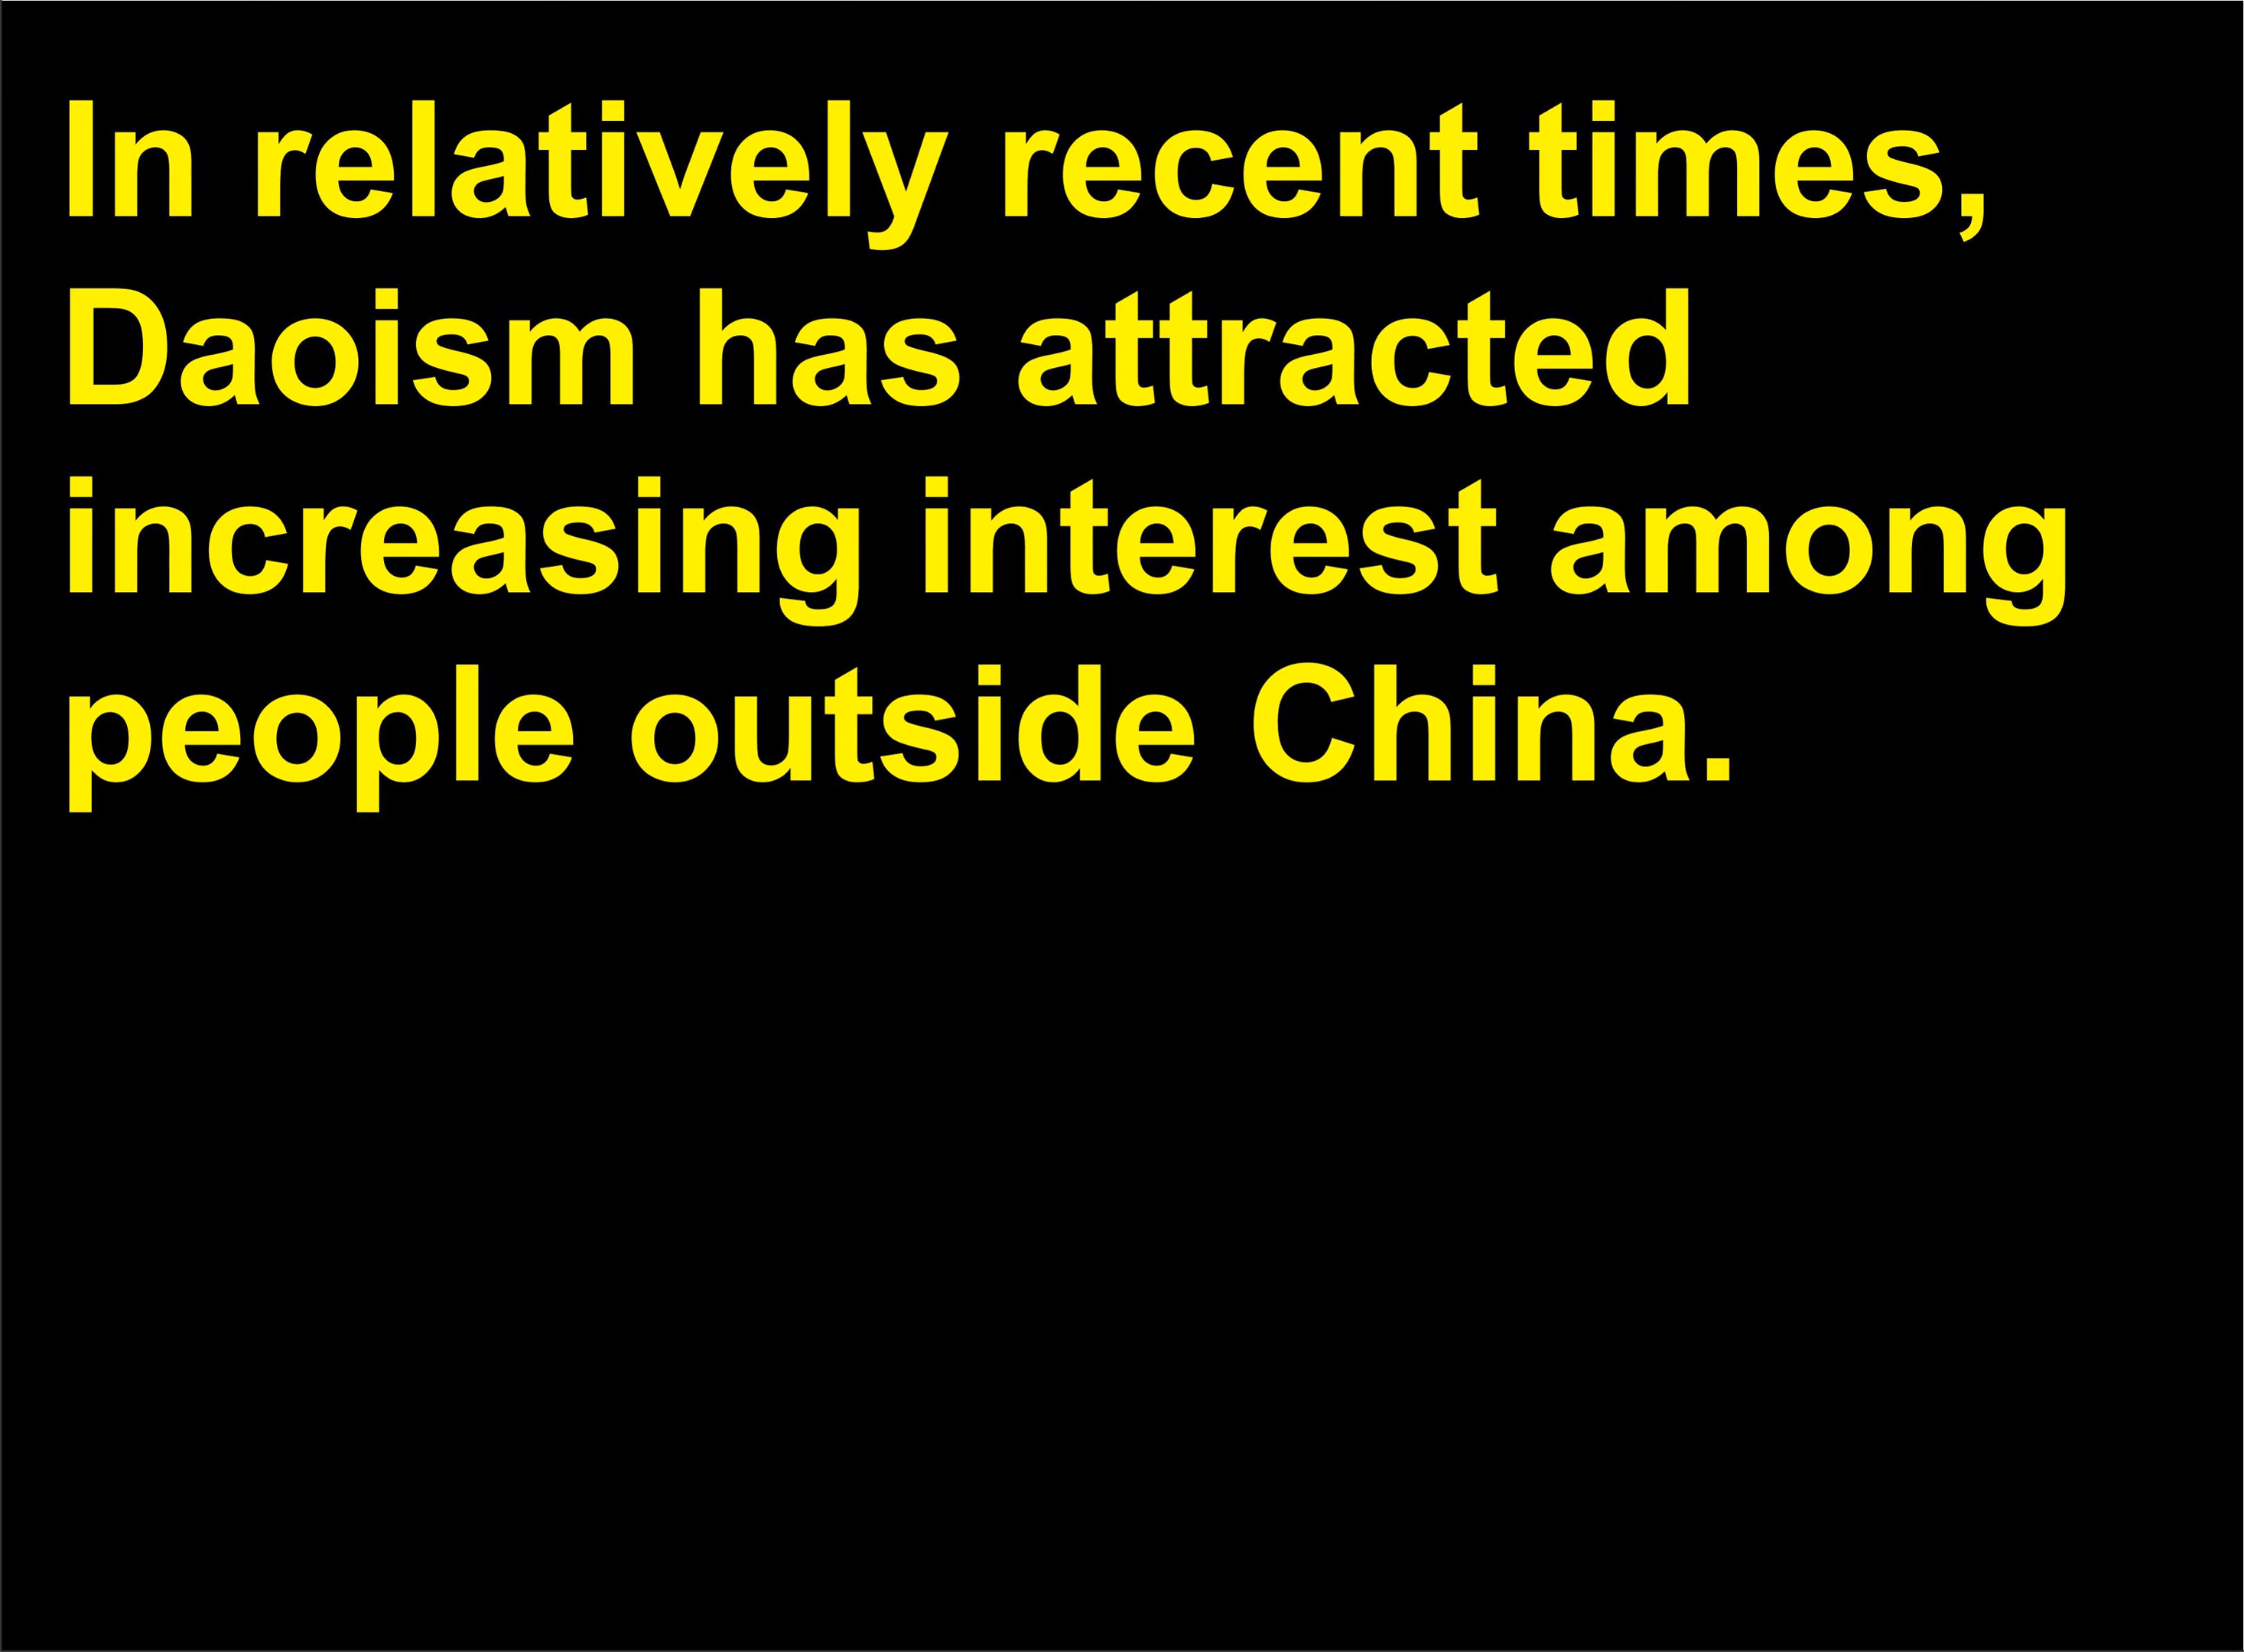 In relatively recent times,
Daoism has attracted
increasing interest among
people outside China.